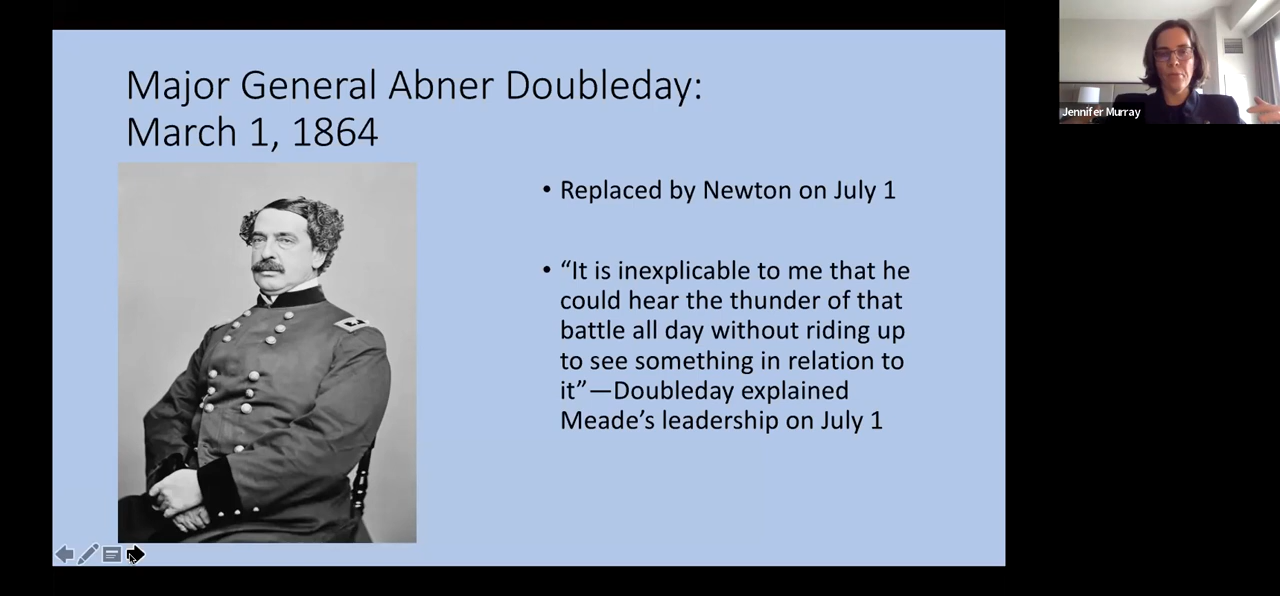 Major General Abner Doubleday:
March 1, 1864
• Replaced by Newton on July 1
• “It is inexplicable to me that he
could hear the thunder of that
battle all day without riding up
to see something in relation to
it”—Doubleday explained
Meade’s leadership on July 1
Jennifer Murray